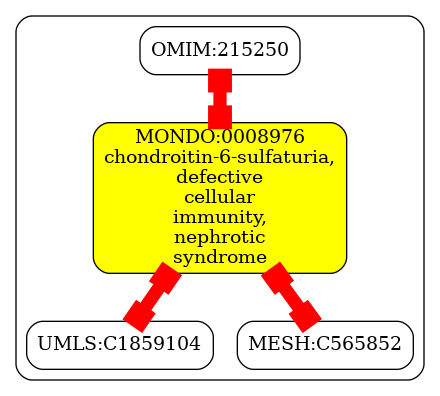 OMIM:215250
MONDO:0008976
chondroitin-6-sulfaturia,
defective
cellular
immunity,
nephrotic
syndrome
UMLS:C1859104
MESH:C565852